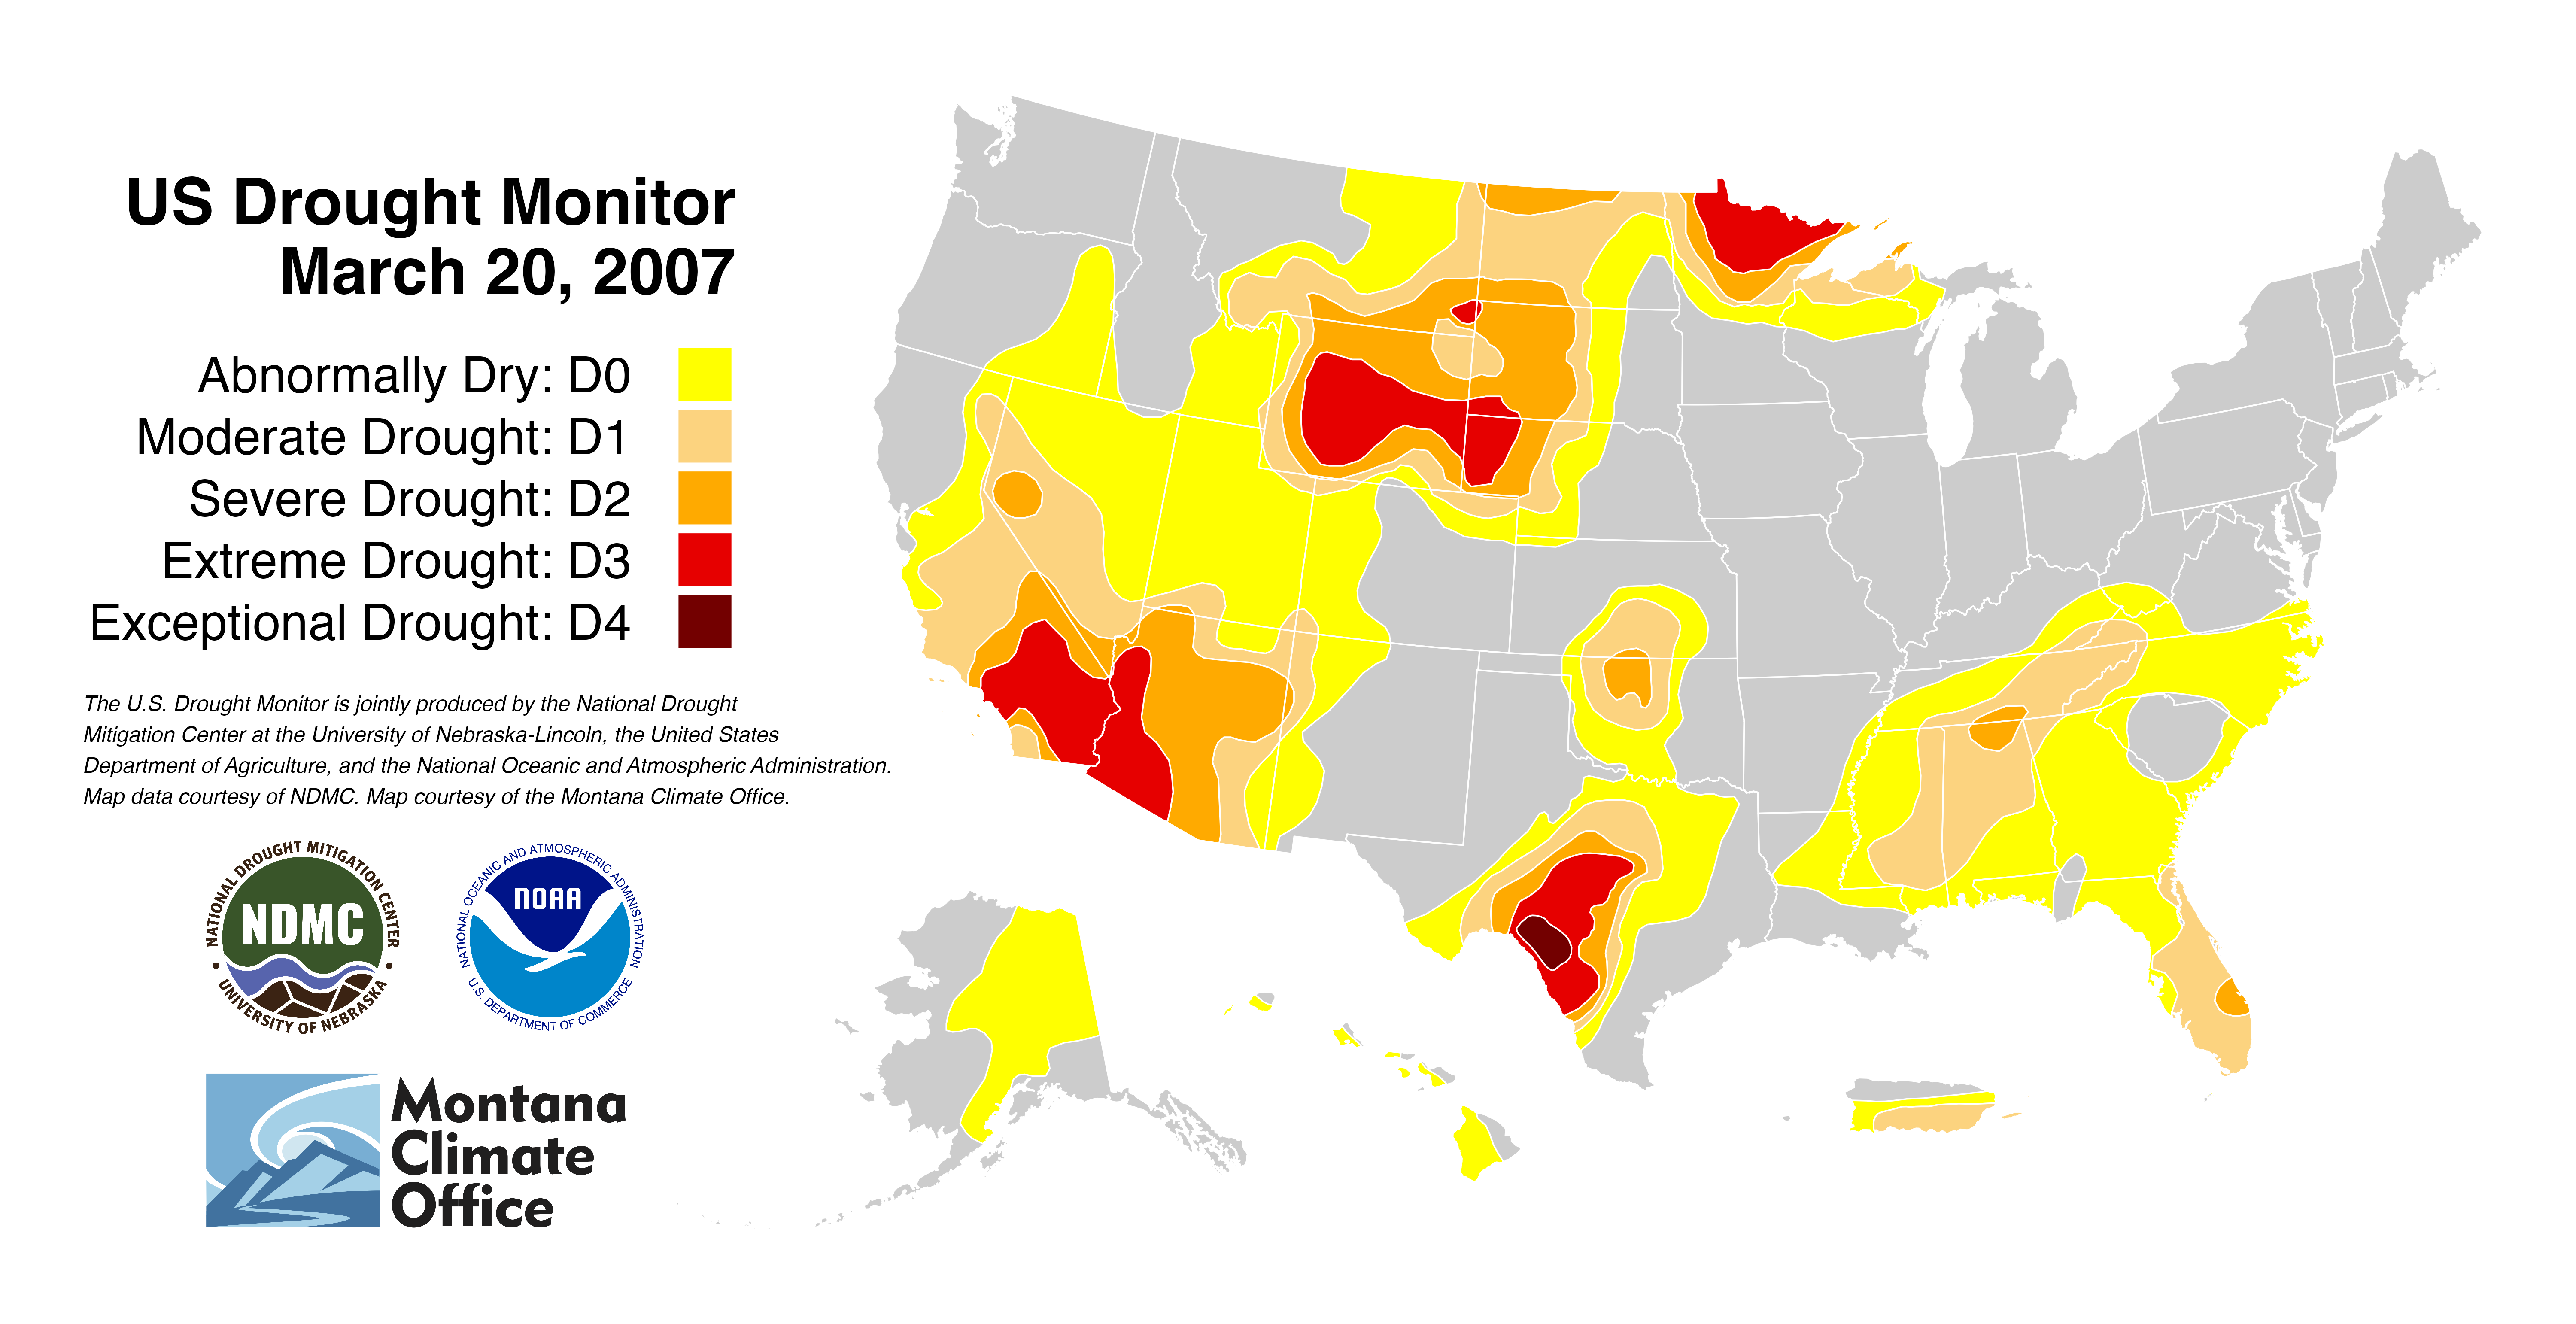 US Drought Monitor
March 20, 2007
Abnormally Dry: D0
Moderate Drought: D1
Severe Drought: D2
Extreme Drought: D3
Exceptional Drought: D4
The U.S. Drought Monitor is jointly produced by the National Drought
Mitigation Center at the University of Nebraska-Lincoln, the United States
Department of Agriculture, and the National Oceanic and Atmospheric Administration.
Map data courtesy of NDMC. Map courtesy of the Montana Climate Office.
NATIONAL DROUGHT MITIGATION CENTER
NDMC
• UNIVERSITY OF NEBRASKA •
NATIONAL OCEANIC AND ATMOSPHERIC ADMINISTRATION
NOAA
U.S. DEPARTMENT OF COMMERCE
Montana
Climate
Office